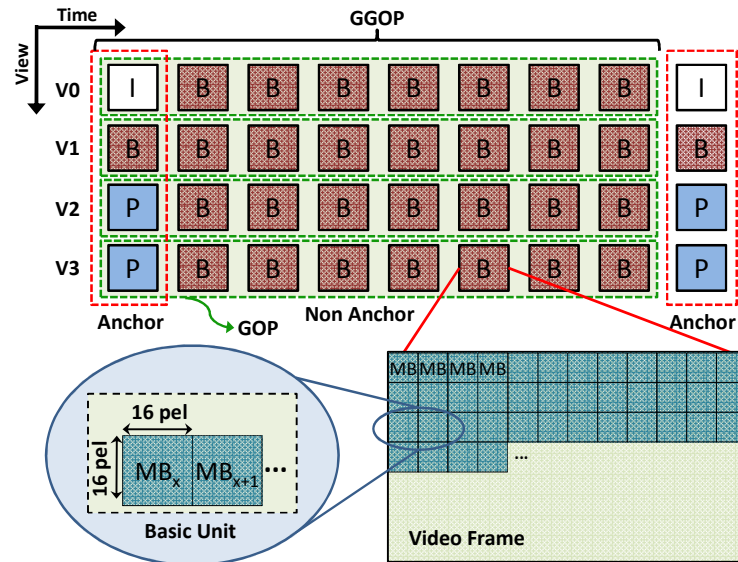 Time
GGOP
View
V0 I B B B B B B B I
V1 B B B B B B B B B
V2 P B B B B B B B P
V3 P B B B B B B B P
Anchor
Non Anchor
Anchor
GOP
MB MB MB MB
...
16 pel
16 pel
MBx MBx+1 ...
Basic Unit
Video Frame